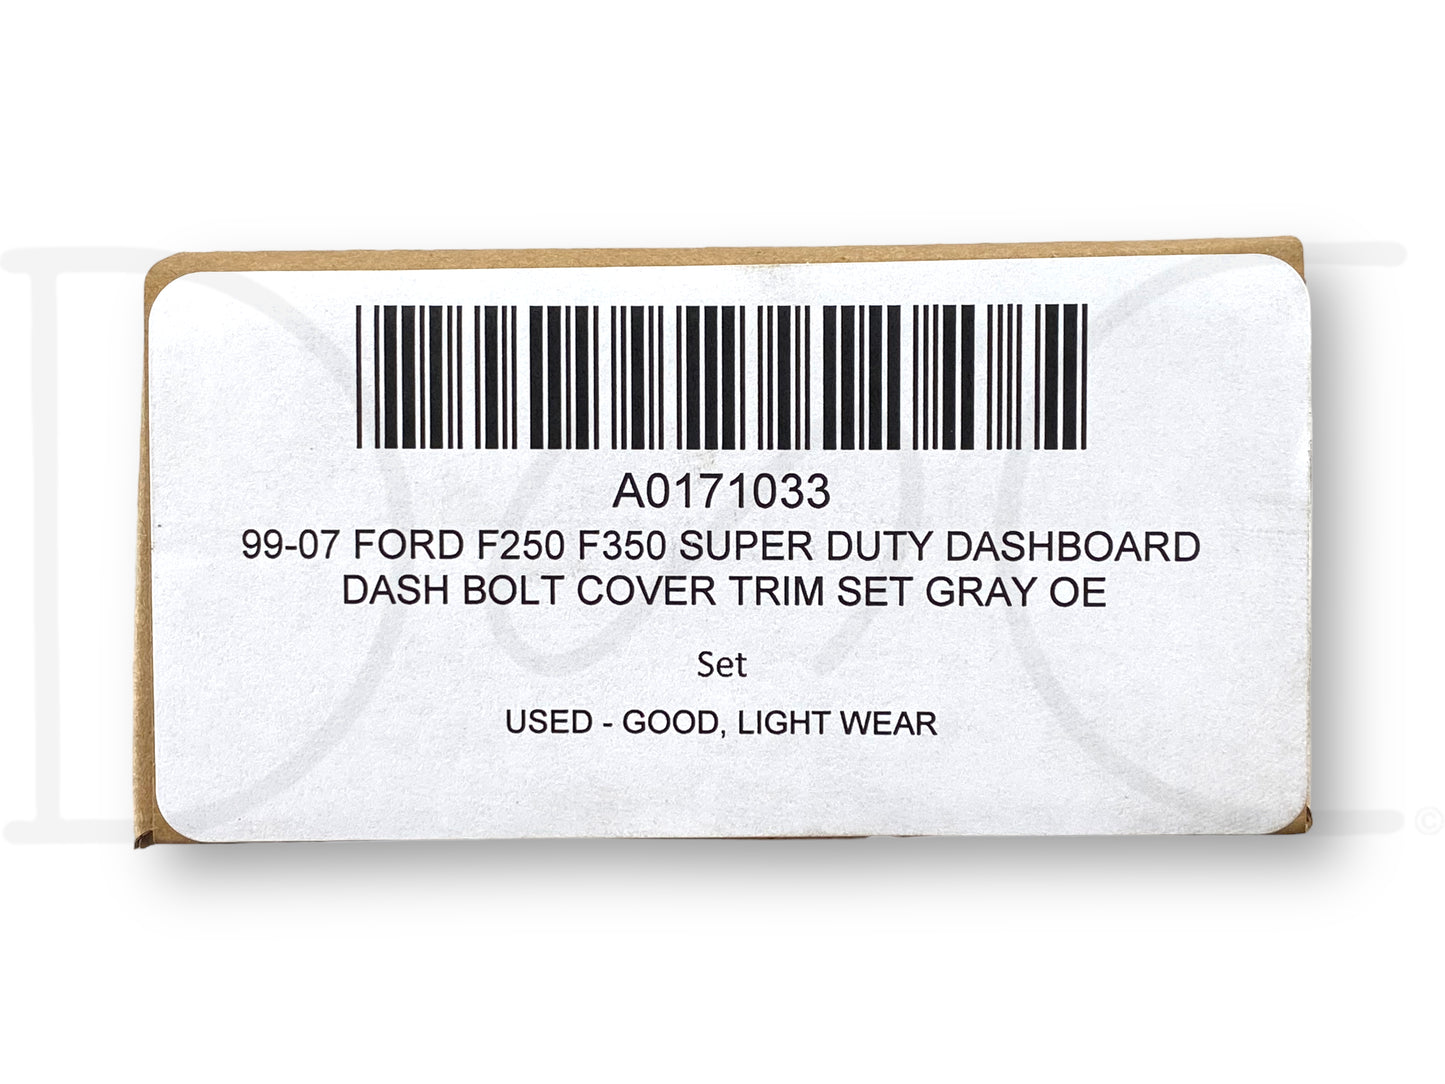 A0171033
99-07 FORD F250 F350 SUPER DUTY DASHBOARD
DASH BOLT COVER TRIM SET GRAY OE
Set
USED - GOOD, LIGHT WEAR
©